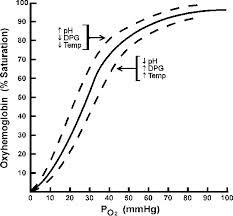 Oxyhemoglobin (% Saturation)
100
90
80
70
60
50
40
30
20
10
0
↑ pH
↓ DPG
↓ Temp
↓ pH
↑ DPG
↑ Temp
0 10 20 30 40 50 60 70 80 90 100
PO2 (mmHg)